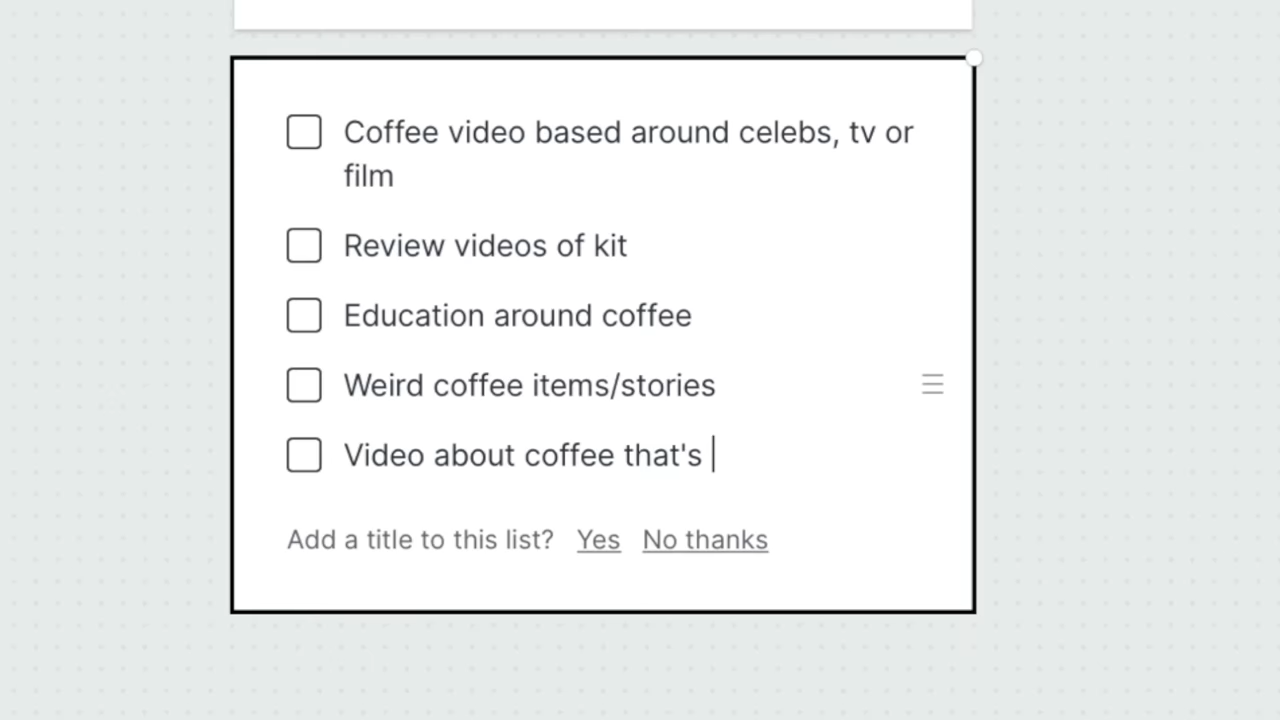 Coffee video based around celebs, tv or
film
Review videos of kit
Education around coffee
Weird coffee items/stories
Video about coffee that's
Add a title to this list? Yes No thanks